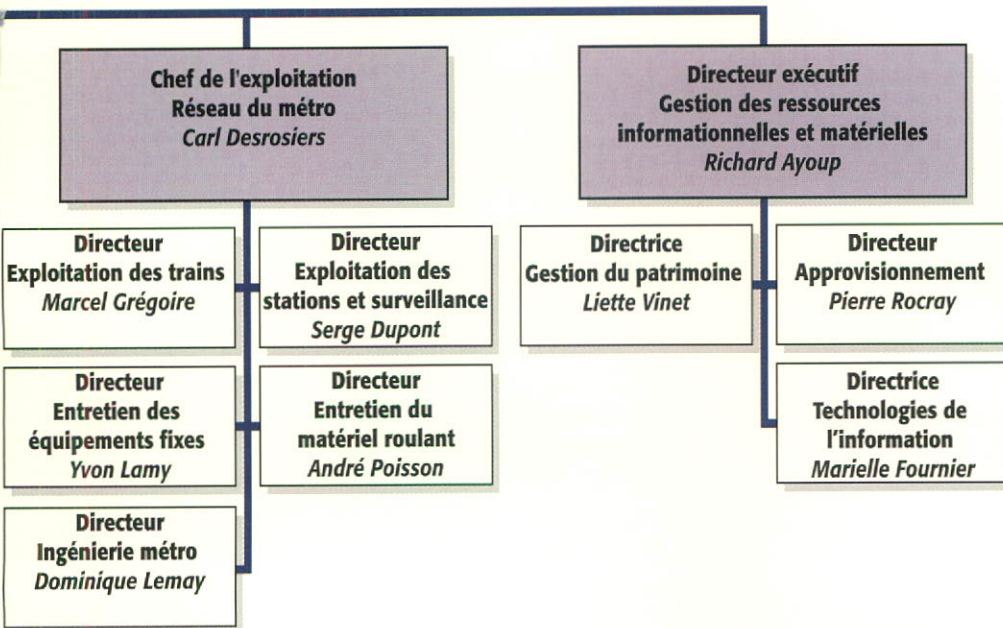 Chef de l'exploitation
Réseau du métro
Carl Desrosiers
Directeur exécutif
Gestion des ressources
informationnelles et matérielles
Richard Ayoup
Directeur
Exploitation des trains
Marcel Grégoire
Directeur
Exploitation des
stations et surveillance
Serge Dupont
Directrice
Gestion du patrimoine
Liette Vinet
Directeur
Approvisionnement
Pierre Rocray
Directeur
Entretien des
équipements fixes
Yvon Lamy
Directeur
Entretien du
matériel roulant
André Poisson
Directrice
Technologies de
l'information
Marielle Fournier
Directeur
Ingénierie métro
Dominique Lemay